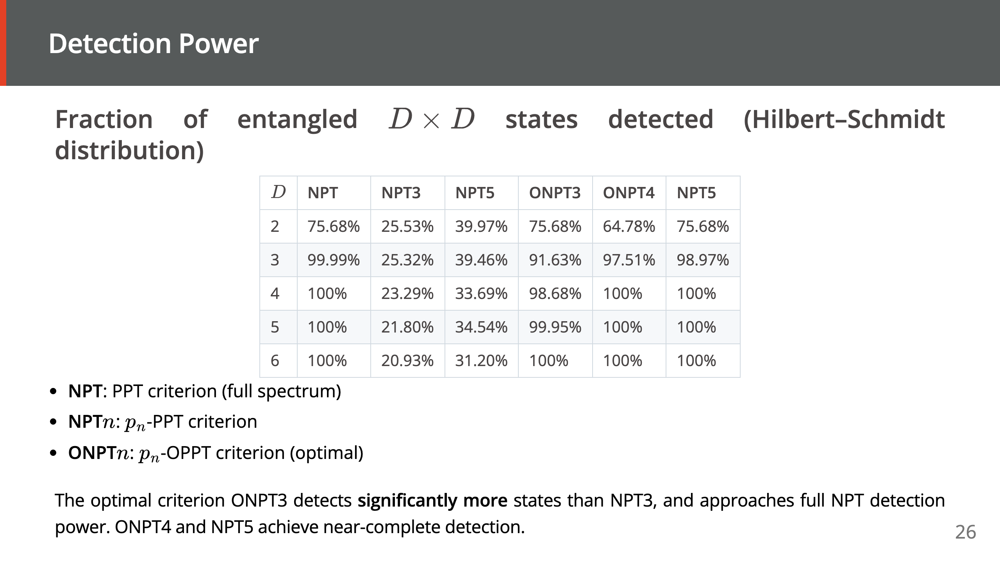 Detection Power
Fraction of entangled D × D states detected (Hilbert–Schmidt
distribution)
D NPT NPT3 NPT5 ONPT3 ONPT4 NPT5
2 75.68% 25.53% 39.97% 75.68% 64.78% 75.68%
3 99.99% 25.32% 39.46% 91.63% 97.51% 98.97%
4 100% 23.29% 33.69% 98.68% 100% 100%
5 100% 21.80% 34.54% 99.95% 100% 100%
6 100% 20.93% 31.20% 100% 100% 100%
• NPT: PPT criterion (full spectrum)
• NPTn: pₙ-PPT criterion
• ONPTn: pₙ-OPPT criterion (optimal)
The optimal criterion ONPT3 detects significantly more states than NPT3, and approaches full NPT detection
power. ONPT4 and NPT5 achieve near-complete detection.
26